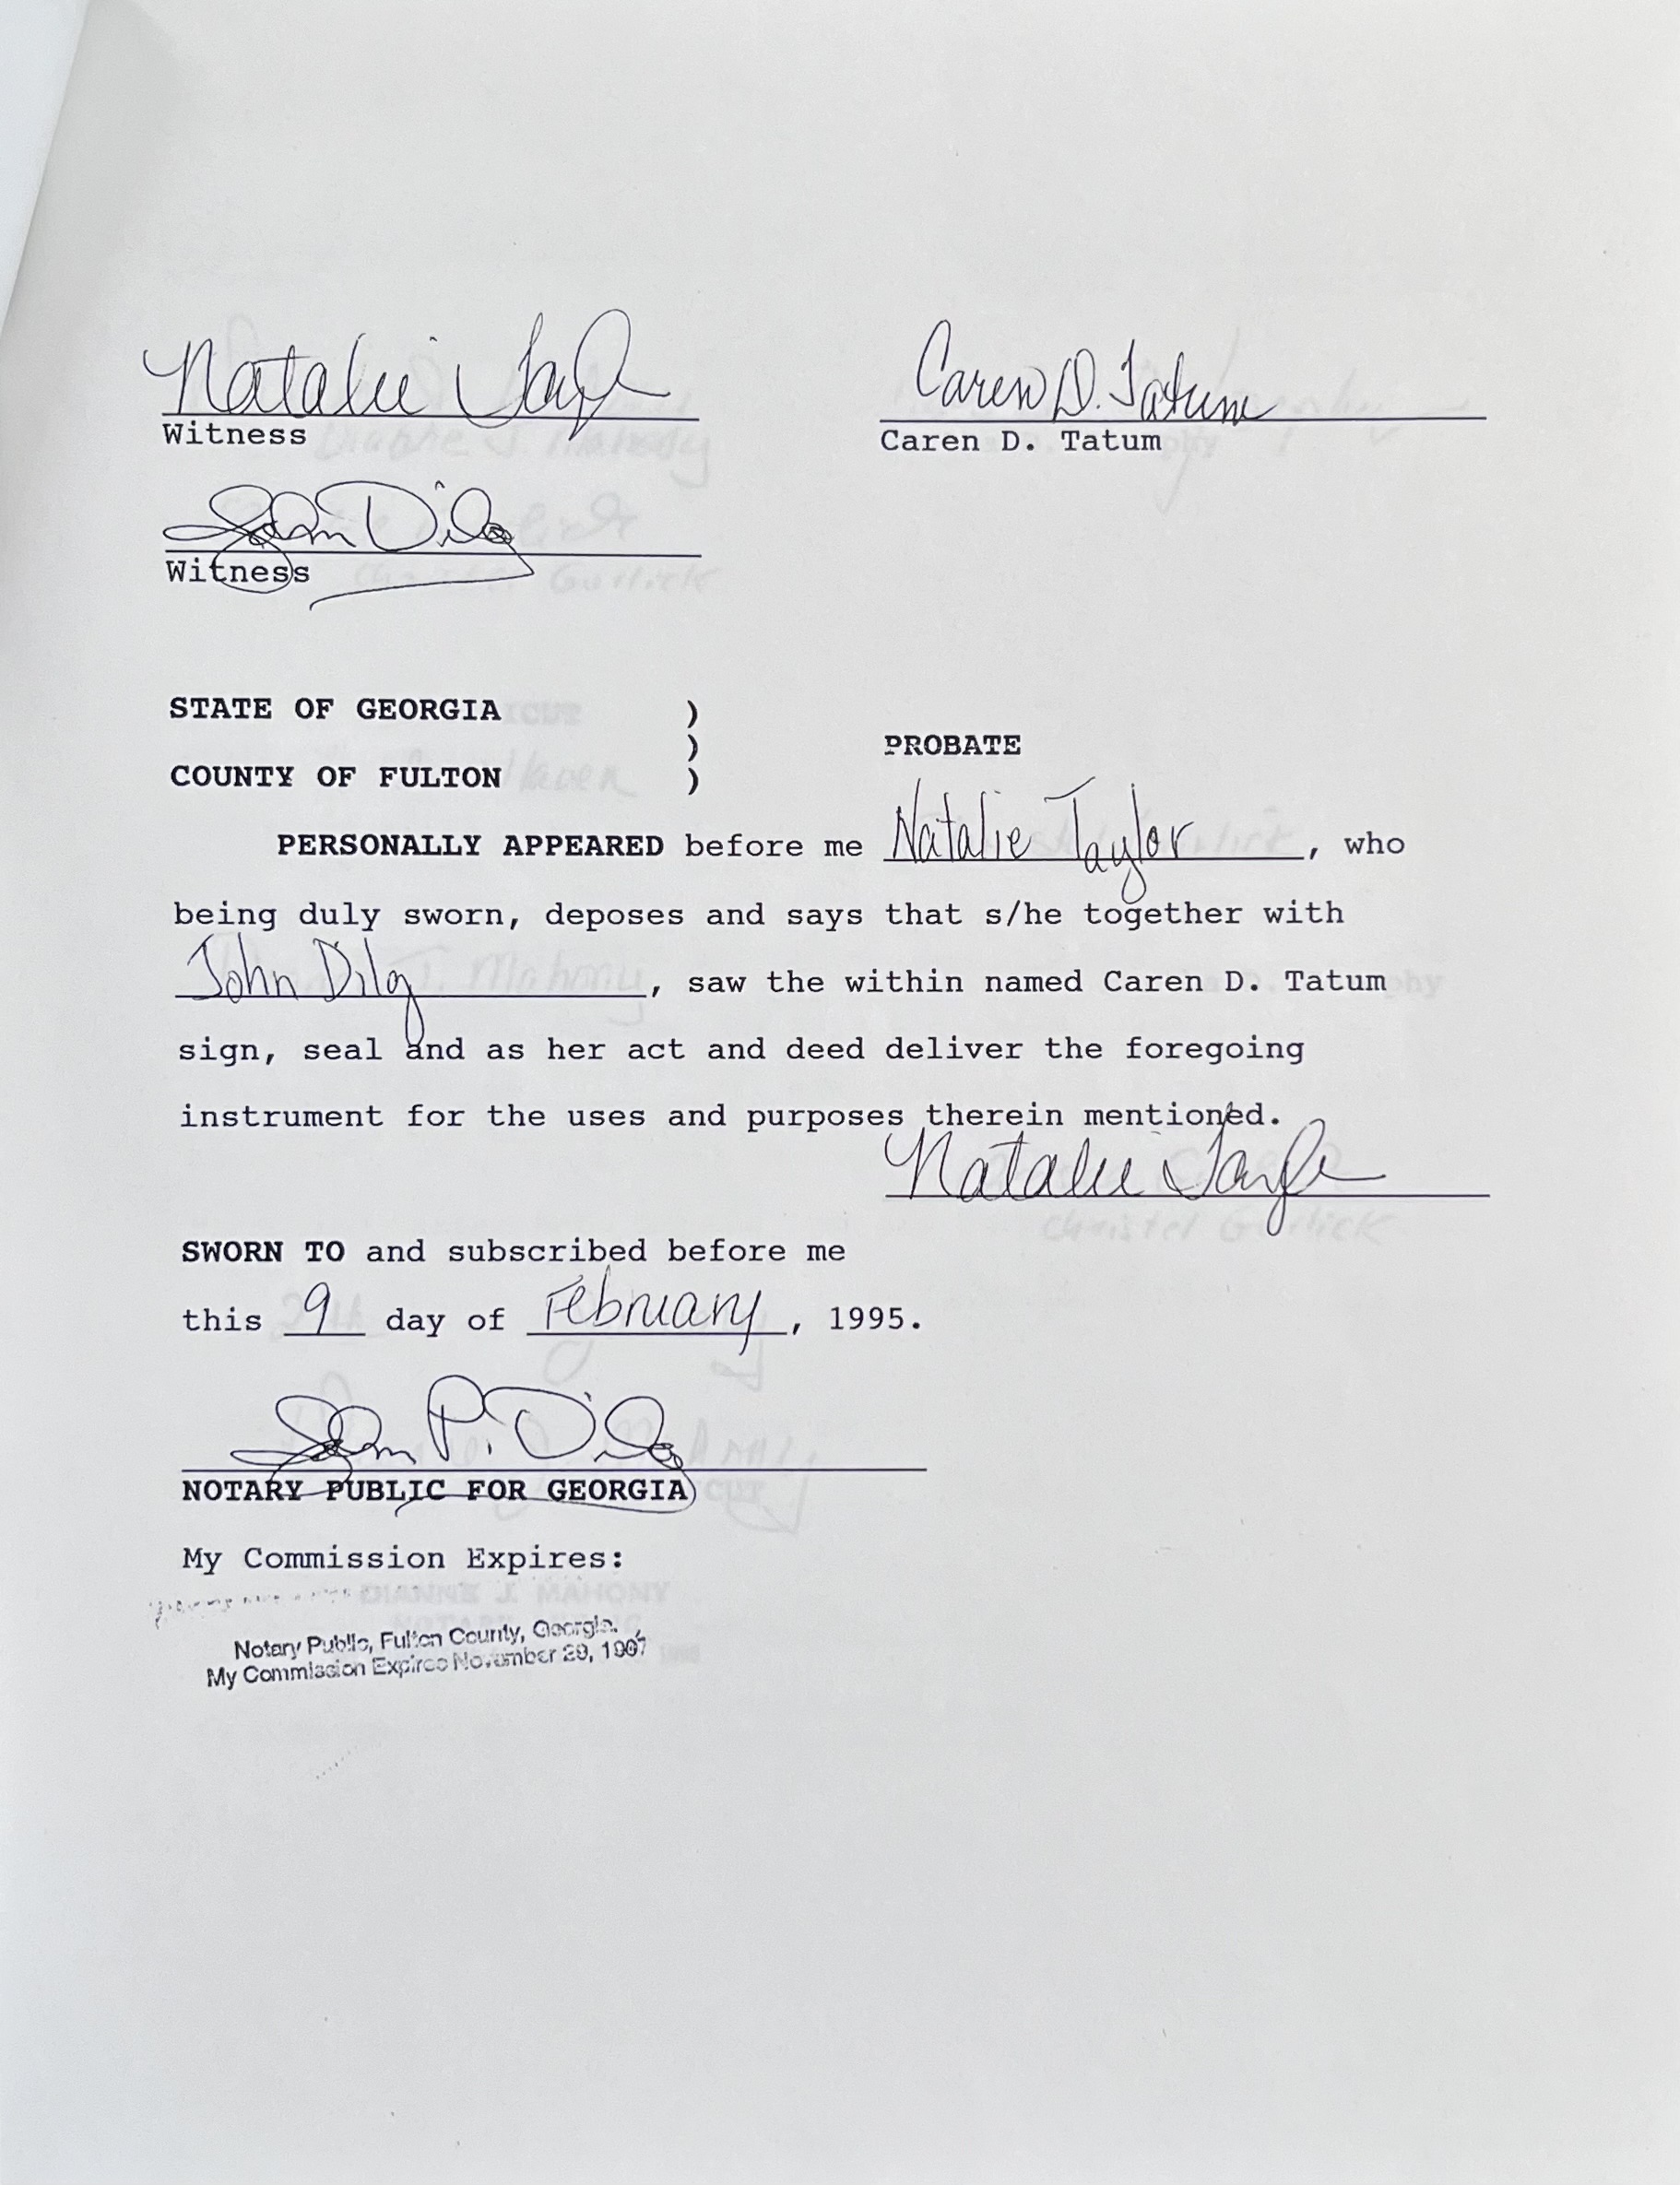 Natalie Taylor
Caren D. Tatum
Witness
Caren D. Tatum
John Dilg
Witness
STATE OF GEORGIA )
)
PROBATE
COUNTY OF FULTON )
PERSONALLY APPEARED before me Natalie Taylor, who
being duly sworn, deposes and says that s/he together with
John Dilg, saw the within named Caren D. Tatum
sign, seal and as her act and deed deliver the foregoing
instrument for the uses and purposes therein mentioned.
Natalie Taylor
SWORN TO and subscribed before me
this 9 day of February, 1995.
John P. Dilg
NOTARY PUBLIC FOR GEORGIA
My Commission Expires:
Notary Public, Fulton County, Georgia.
My Commission Expires November 29, 1997